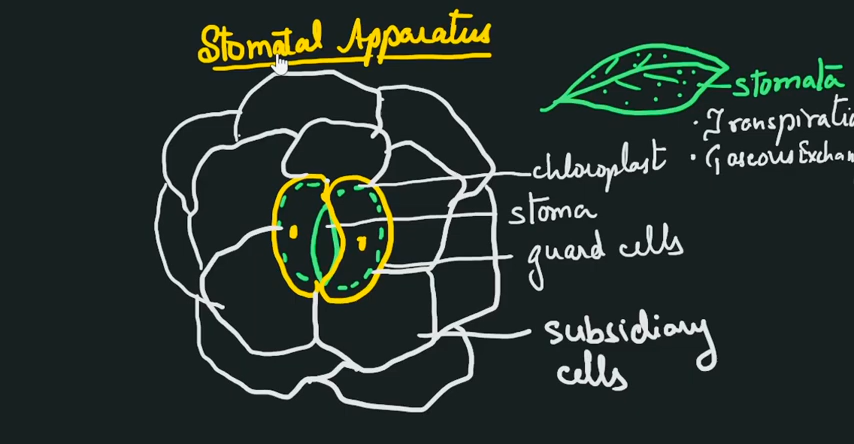 Stomatal Apparatus
stomata
· Transpiratio
· Gaseous Exchan
chloroplast
stoma
guard cells
subsidiary
cells